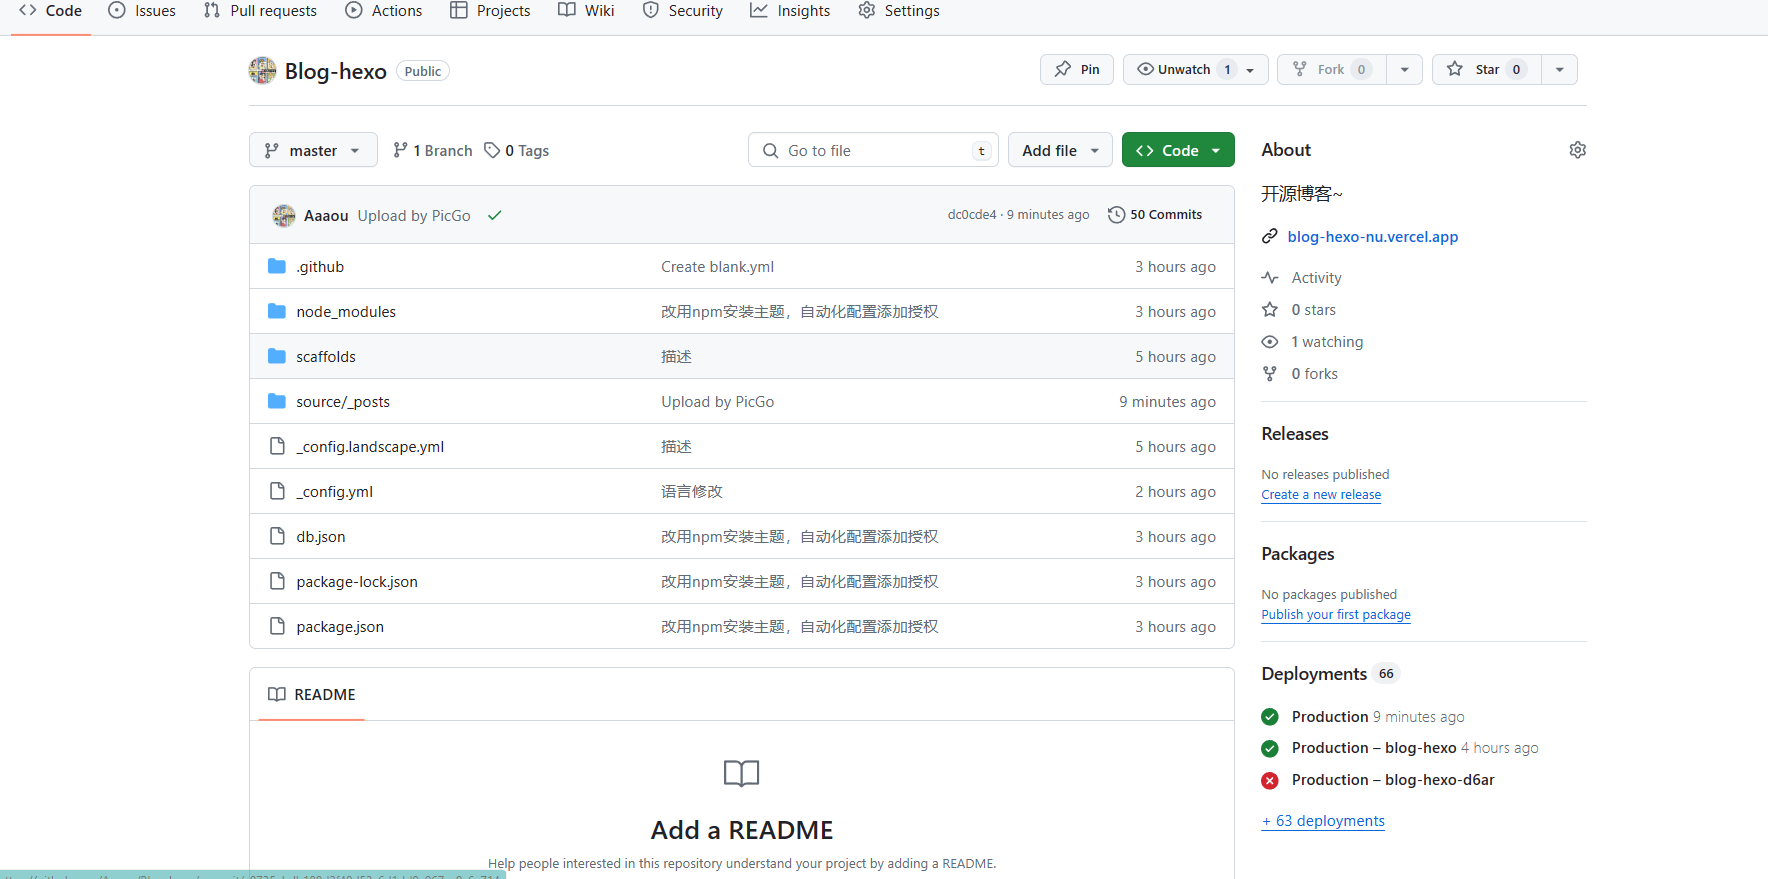 Code Issues Pull requests Actions Projects Wiki Security Insights Settings
Blog-hexo Public Pin Unwatch 1 Fork 0 Star 0
master 1 Branch 0 Tags Go to file t Add file Code
Aaaou Upload by PicGo dc0cde4 · 9 minutes ago 50 Commits
.github Create blank.yml 3 hours ago
node_modules 改用npm安装主题，自动化配置添加授权 3 hours ago
scaffolds 描述 5 hours ago
source/_posts Upload by PicGo 9 minutes ago
_config.landscape.yml 描述 5 hours ago
_config.yml 语言修改 2 hours ago
db.json 改用npm安装主题，自动化配置添加授权 3 hours ago
package-lock.json 改用npm安装主题，自动化配置添加授权 3 hours ago
package.json 改用npm安装主题，自动化配置添加授权 3 hours ago
README
Add a README
Help people interested in this repository understand your project by adding a README.
About
开源博客~
blog-hexo-nu.vercel.app
Activity
0 stars
1 watching
0 forks
Releases
No releases published
Create a new release
Packages
No packages published
Publish your first package
Deployments 66
Production 9 minutes ago
Production – blog-hexo 4 hours ago
Production – blog-hexo-d6ar
+ 63 deployments